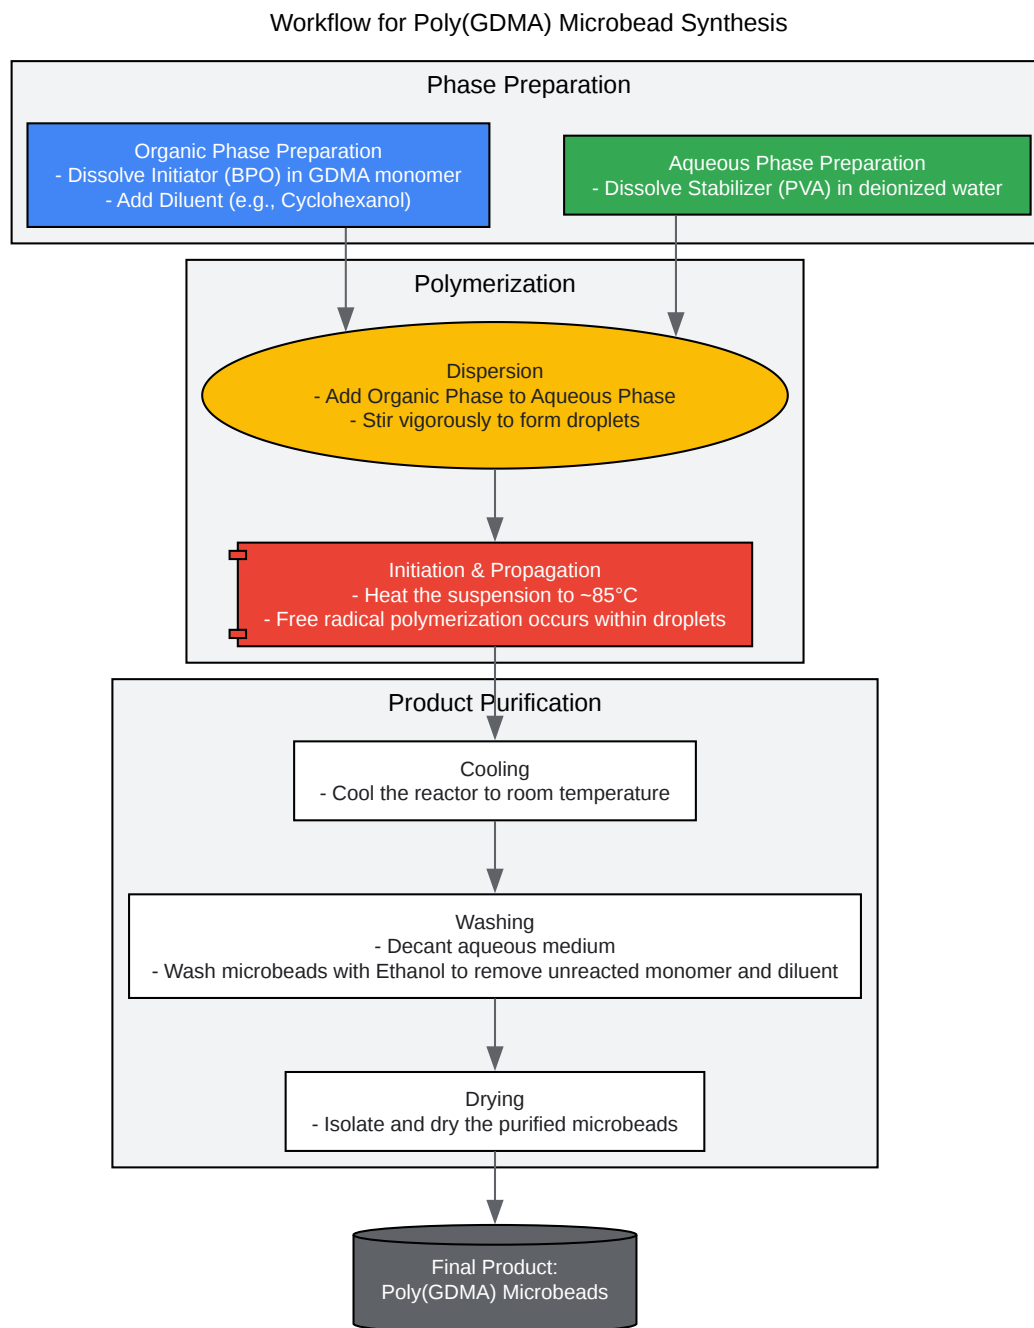 Workflow for Poly(GDMA) Microbead Synthesis
Phase Preparation
Organic Phase Preparation
- Dissolve Initiator (BPO) in GDMA monomer
- Add Diluent (e.g., Cyclohexanol)
Aqueous Phase Preparation
- Dissolve Stabilizer (PVA) in deionized water
Polymerization
Dispersion
- Add Organic Phase to Aqueous Phase
- Stir vigorously to form droplets
Initiation & Propagation
- Heat the suspension to ~85°C
- Free radical polymerization occurs within droplets
Product Purification
Cooling
- Cool the reactor to room temperature
Washing
- Decant aqueous medium
- Wash microbeads with Ethanol to remove unreacted monomer and diluent
Drying
- Isolate and dry the purified microbeads
Final Product:
Poly(GDMA) Microbeads